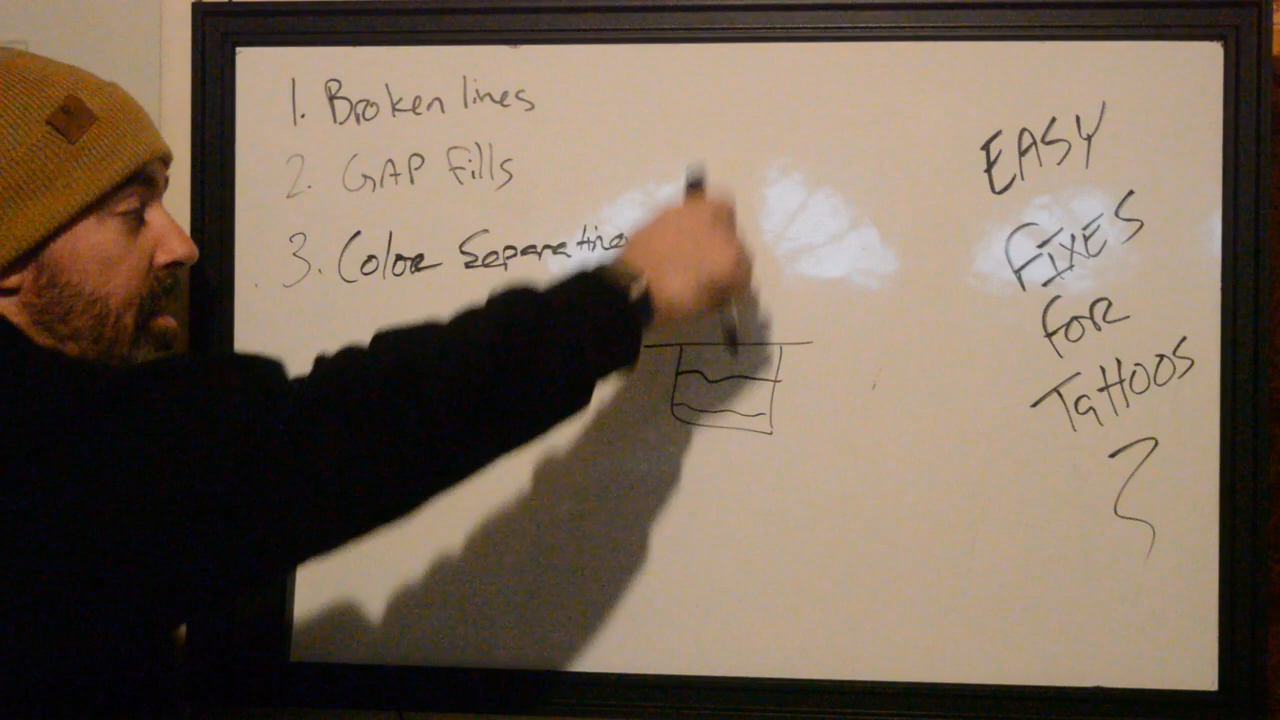 1. Broken lines
2. GAP fills
3. Color Separation
EASY
FIXES
FOR
TATTOOS
?